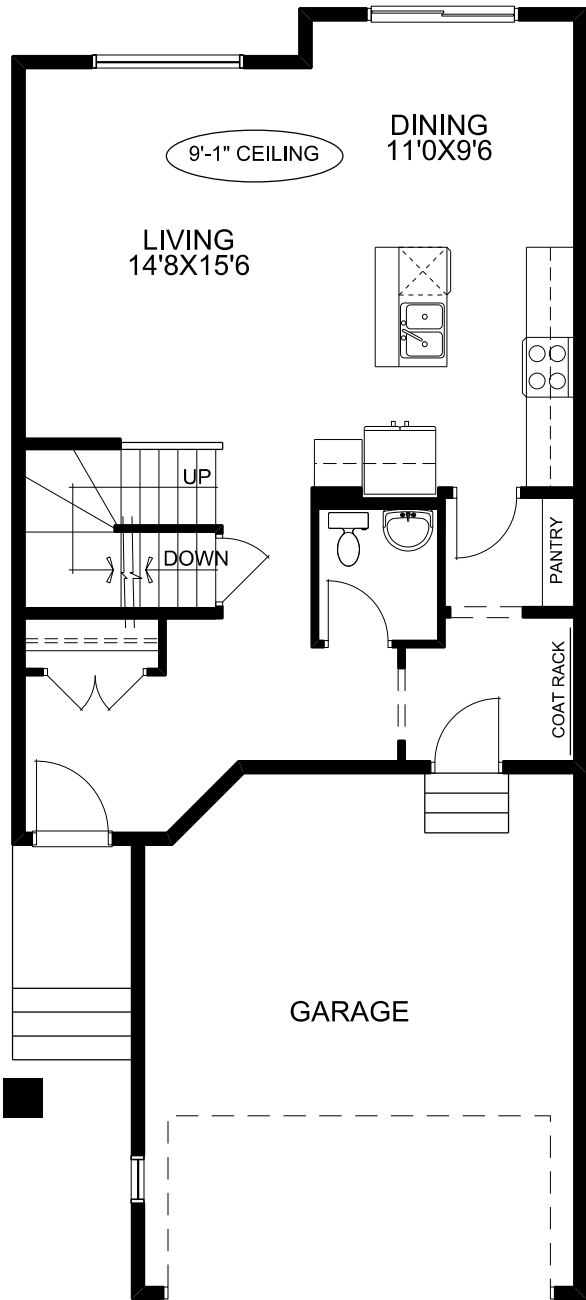 DINING
11'0X9'6
9'-1" CEILING
LIVING
14'8X15'6
UP
DOWN
PANTRY
COAT RACK
GARAGE